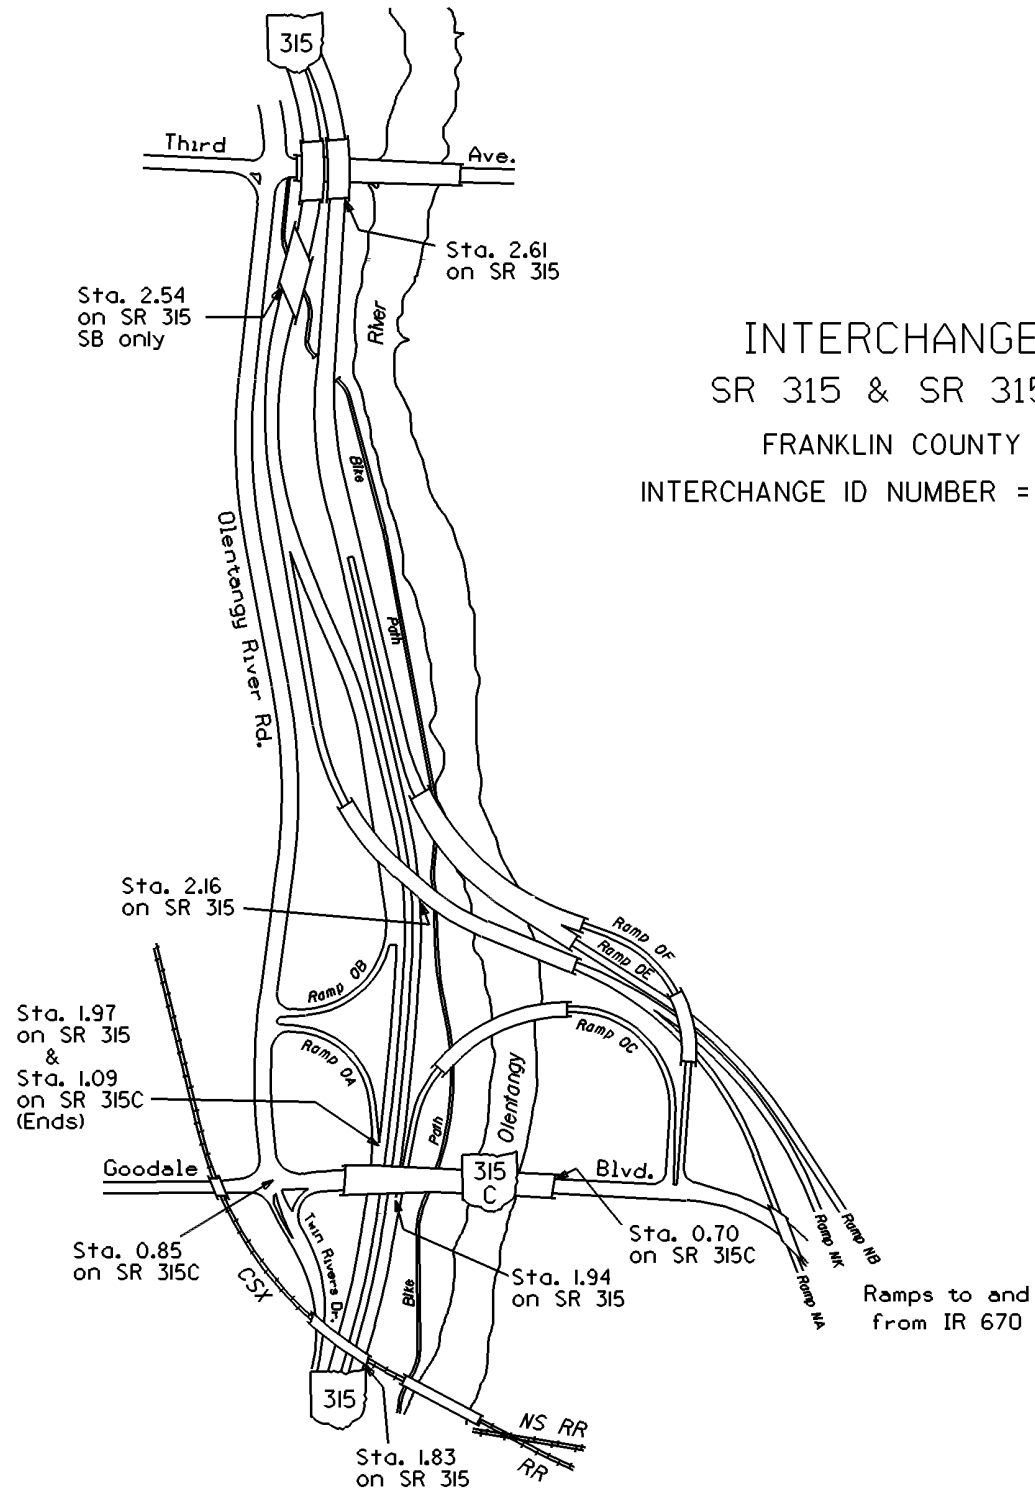 315
Third
Ave.
Sta. 2.61
on SR 315
Sta. 2.54
on SR 315
SB only
River
INTERCHANGE
SR 315 & SR 315
FRANKLIN COUNTY
INTERCHANGE ID NUMBER =
Bike
Olentangy River Rd.
Path
Sta. 2.16
on SR 315
Ramp OF
Ramp OE
Ramp OB
Sta. 1.97
on SR 315
&
Sta. 1.09
on SR 315C
(Ends)
Ramp OA
Ramp OC
Olentangy
Path
Goodale
315
C
Blvd.
Twin Rivers Dr.
Sta. 0.85
on SR 315C
CSX
Bike
Sta. 1.94
on SR 315
Sta. 0.70
on SR 315C
Ramp NB
Ramp NK
Ramp NA
Ramps to and
from IR 670
315
NS RR
RR
Sta. 1.83
on SR 315